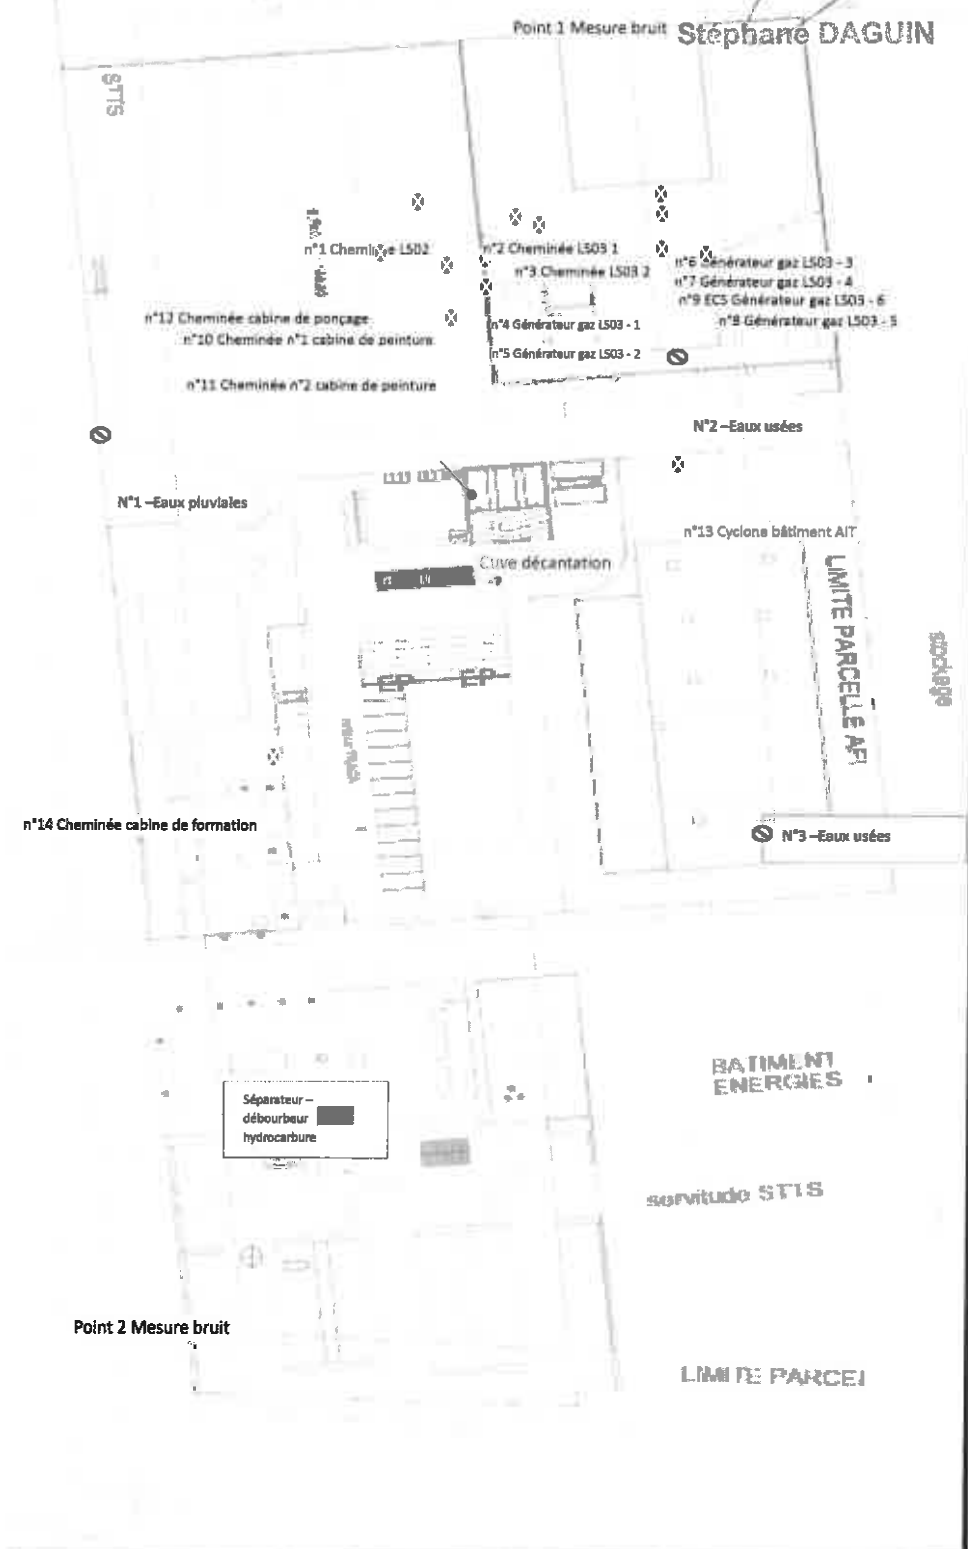 Point 1 Mesure bruit
Stéphane DAGUIN
STTS
n°1 Cheminée LS02
n°2 Cheminée LS03 1
n°3 Cheminée LS03 2
n°6 Générateur gaz LS03 - 3
n°7 Générateur gaz LS03 - 4
n°9 ECS Générateur gaz LS03 - 6
n°8 Générateur gaz LS03 - 5
n°12 Cheminée cabine de ponçage
n°10 Cheminée n°1 cabine de peinture
n°4 Générateur gaz LS03 - 1
n°5 Générateur gaz LS03 - 2
n°11 Cheminée n°2 cabine de peinture
N°2 –Eaux usées
N°1 –Eaux pluviales
n°13 Cyclone bâtiment AIT
Cuve décantation
LIMITE PARCELLE AFI
stockage
EP EP
n°14 Cheminée cabine de formation
N°3 –Eaux usées
BATIMENT
ENERGIES
Séparateur –
débourbeur
hydrocarbure
servitude STTS
Point 2 Mesure bruit
LIMITE PARCEL